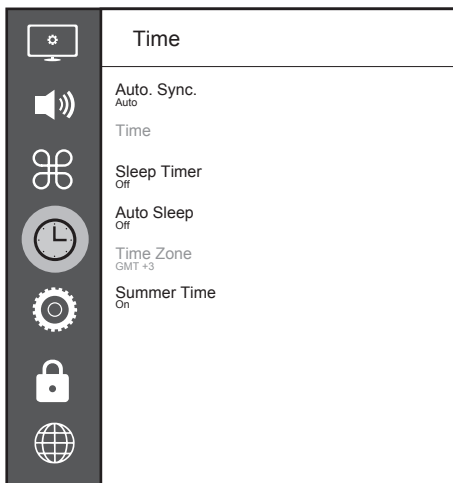 Time
Auto. Sync.
Auto
Time
Sleep Timer
Off
Auto Sleep
Off
Time Zone
GMT +3
Summer Time
On